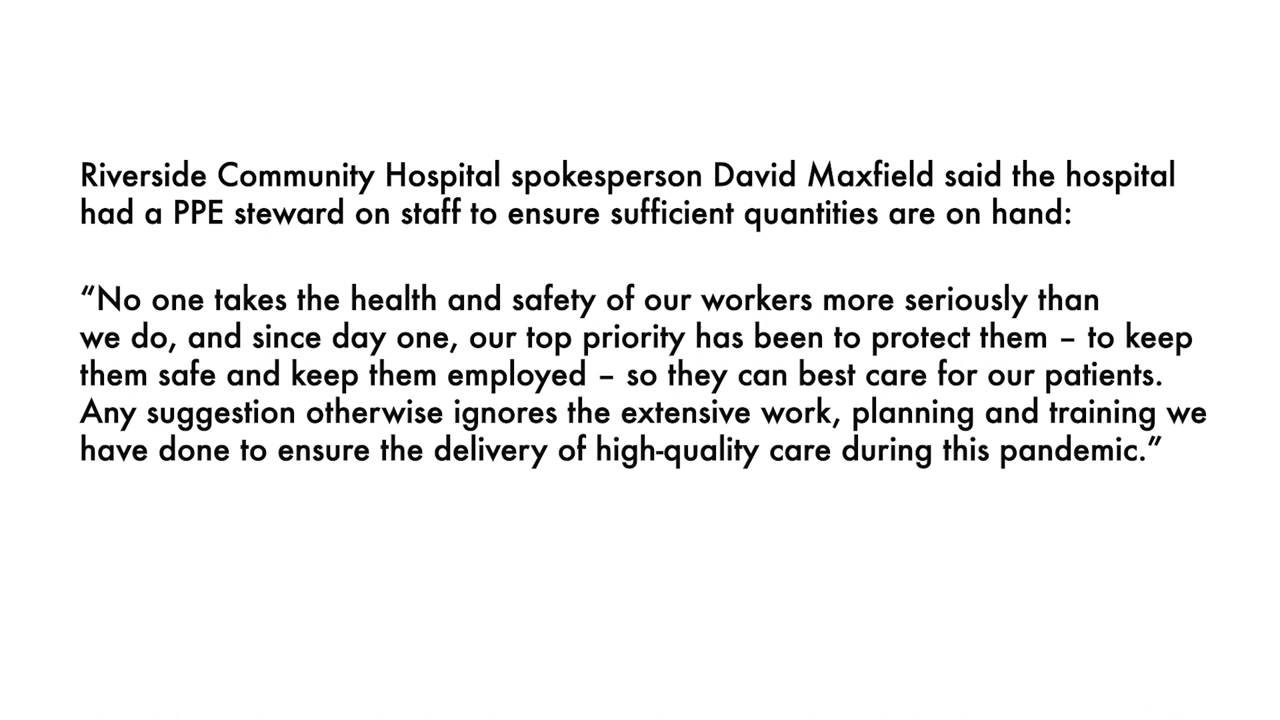 Riverside Community Hospital spokesperson David Maxfield said the hospital
had a PPE steward on staff to ensure sufficient quantities are on hand:
“No one takes the health and safety of our workers more seriously than
we do, and since day one, our top priority has been to protect them – to keep
them safe and keep them employed – so they can best care for our patients.
Any suggestion otherwise ignores the extensive work, planning and training we
have done to ensure the delivery of high-quality care during this pandemic.”